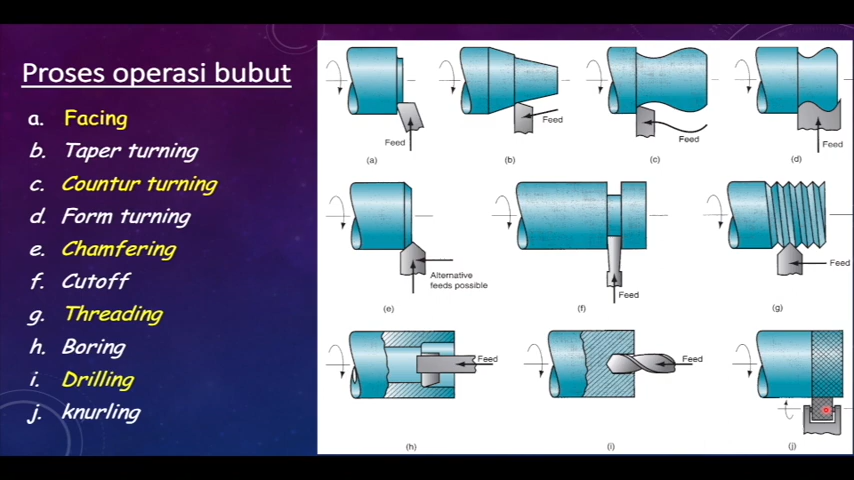 Proses operasi bubut
a. Facing
b. Taper turning
c. Countur turning
d. Form turning
e. Chamfering
f. Cutoff
g. Threading
h. Boring
i. Drilling
j. knurling
Feed
(a)
Feed
(b)
Feed
(c)
Feed
(d)
Alternative
feeds possible
(e)
Feed
(f)
Feed
(g)
Feed
(h)
Feed
(i)
(j)